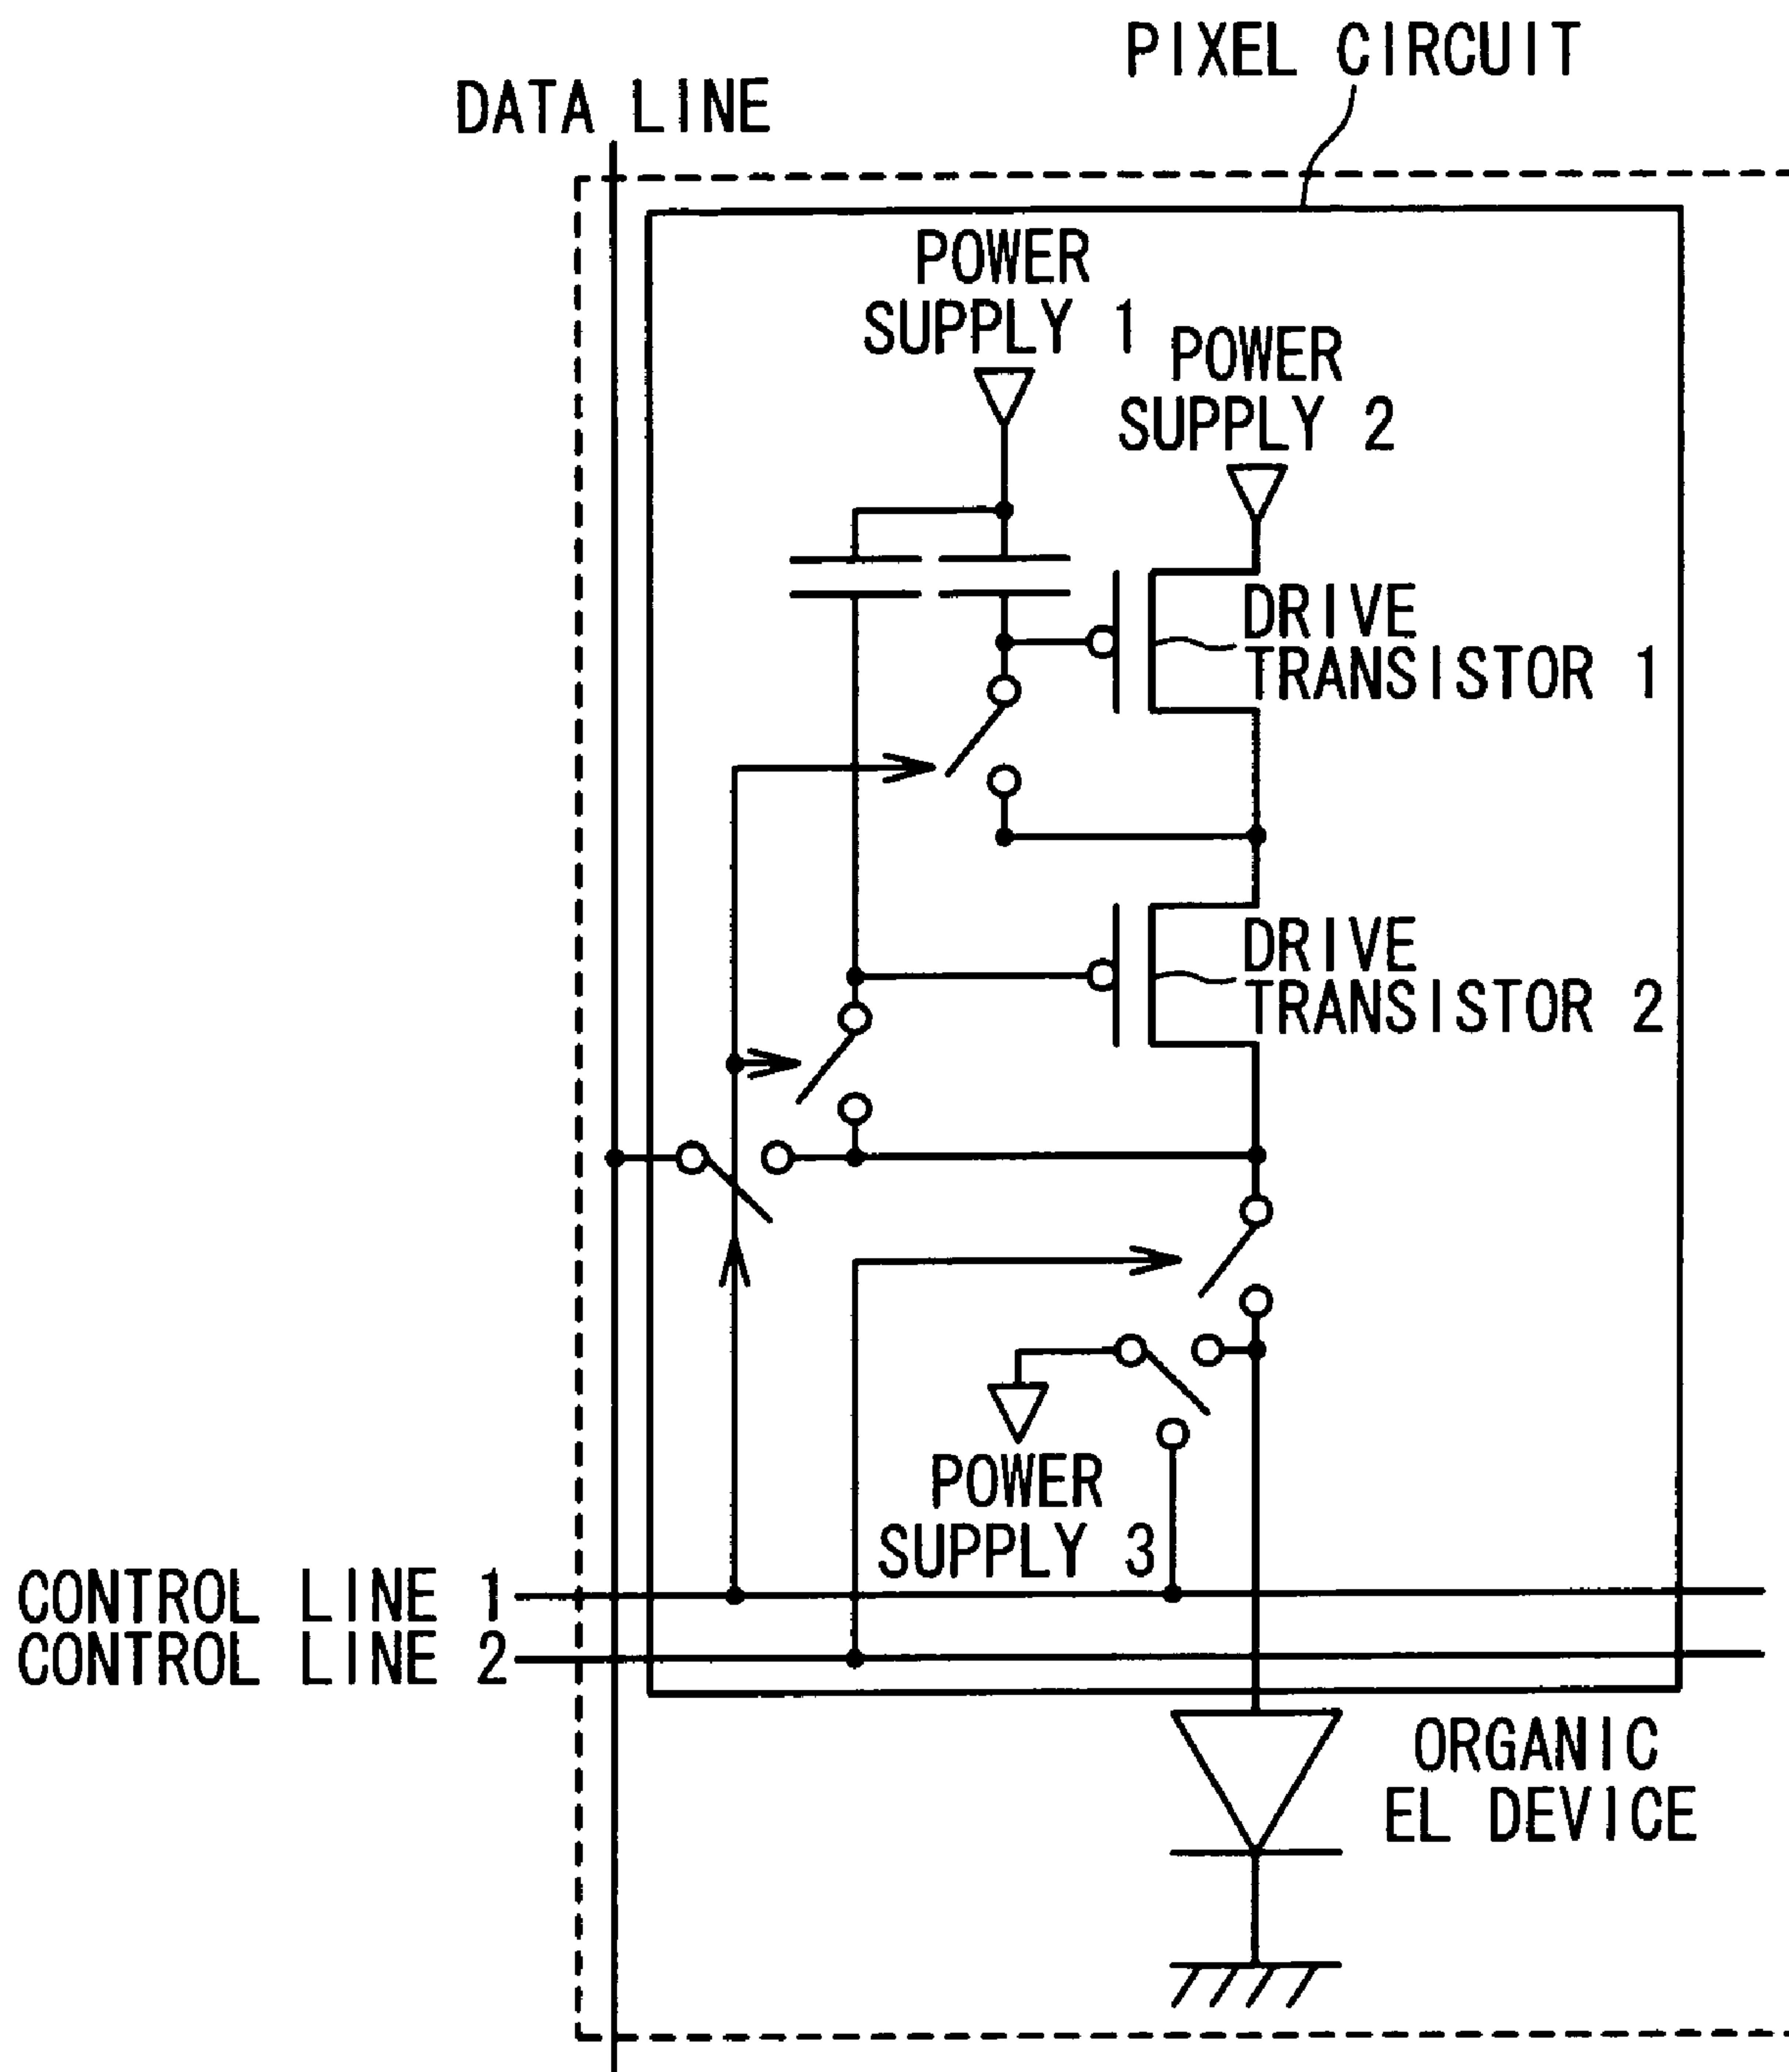 PIXEL CIRCUIT
DATA LINE
POWER
SUPPLY 1
POWER
SUPPLY 2
DRIVE
TRANSISTOR 1
DRIVE
TRANSISTOR 2
POWER
SUPPLY 3
CONTROL LINE 1
CONTROL LINE 2
ORGANIC
EL DEVICE